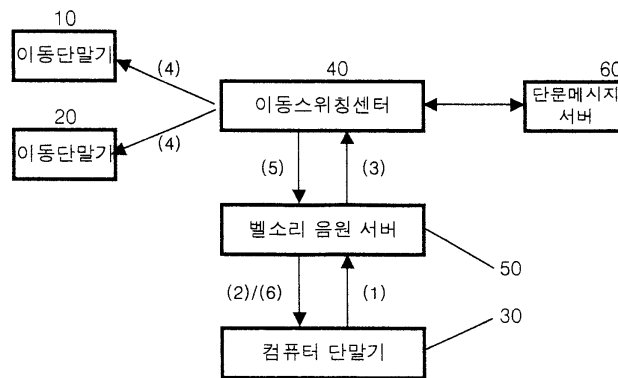 10
이동단말기
(4)
20
이동단말기
(4)
40
이동스위칭센터
60
단문메시지
서버
(5)
(3)
벨소리 음원 서버
50
(2)/(6)
(1)
30
컴퓨터 단말기